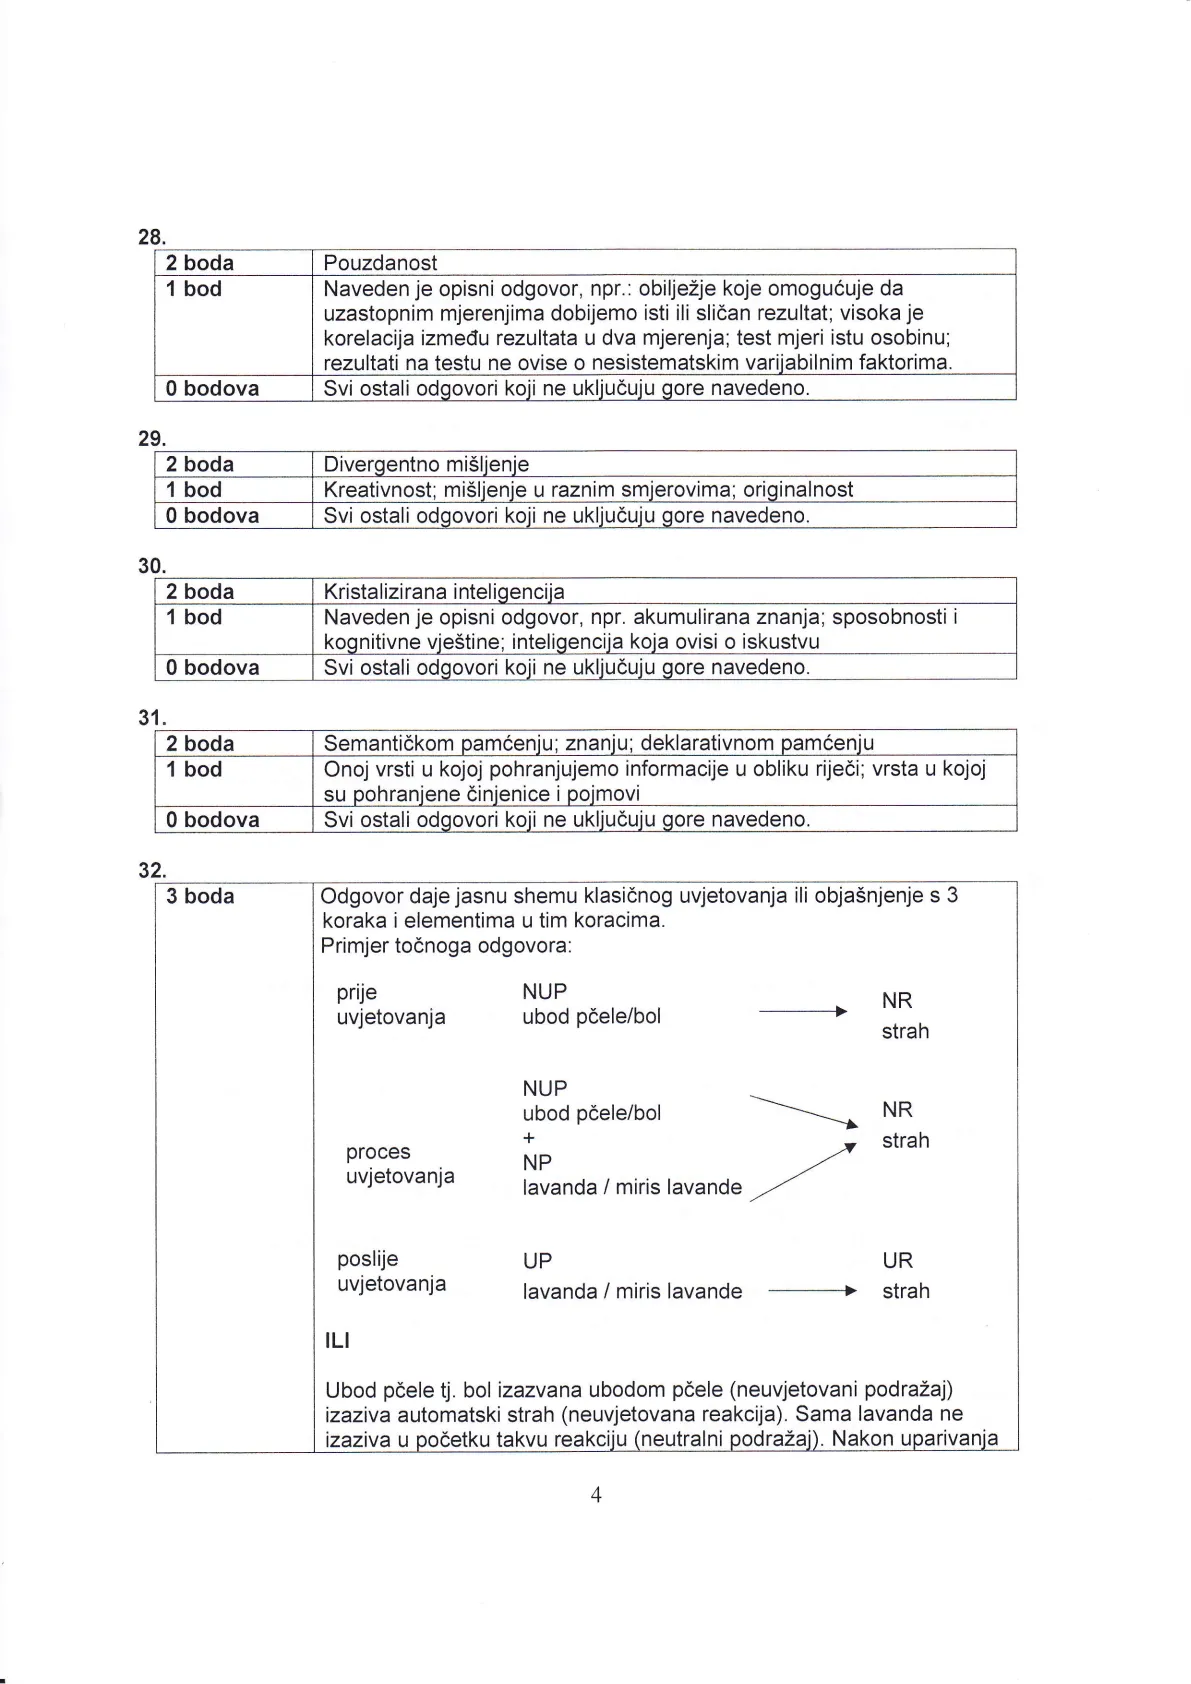 28.
2 boda Pouzdanost
1 bod Naveden je opisni odgovor, npr.: obilježje koje omogućuje da
uzastopnim mjerenjima dobijemo isti ili sličan rezultat; visoka je
korelacija između rezultata u dva mjerenja; test mjeri istu osobinu;
rezultati na testu ne ovise o nesistematskim varijabilnim faktorima.
0 bodova Svi ostali odgovori koji ne uključuju gore navedeno.
29.
2 boda Divergentno mišljenje
1 bod Kreativnost; mišljenje u raznim smjerovima; originalnost
0 bodova Svi ostali odgovori koji ne uključuju gore navedeno.
30.
2 boda Kristalizirana inteligencija
1 bod Naveden je opisni odgovor, npr. akumulirana znanja; sposobnosti i
kognitivne vještine; inteligencija koja ovisi o iskustvu
0 bodova Svi ostali odgovori koji ne uključuju gore navedeno.
31.
2 boda Semantičkom pamćenju; znanju; deklarativnom pamćenju
1 bod Onoj vrsti u kojoj pohranjujemo informacije u obliku riječi; vrsta u kojoj
su pohranjene činjenice i pojmovi
0 bodova Svi ostali odgovori koji ne uključuju gore navedeno.
32.
3 boda Odgovor daje jasnu shemu klasičnog uvjetovanja ili objašnjenje s 3
koraka i elementima u tim koracima.
Primjer točnoga odgovora:
prije NUP NR
uvjetovanja ubod pčele/bol strah
NUP
ubod pčele/bol NR
+ strah
proces NP
uvjetovanja lavanda / miris lavande
poslije UP UR
uvjetovanja lavanda / miris lavande strah
ILI
Ubod pčele tj. bol izazvana ubodom pčele (neuvjetovani podražaj)
izaziva automatski strah (neuvjetovana reakcija). Sama lavanda ne
izaziva u početku takvu reakciju (neutralni podražaj). Nakon uparivanja
4